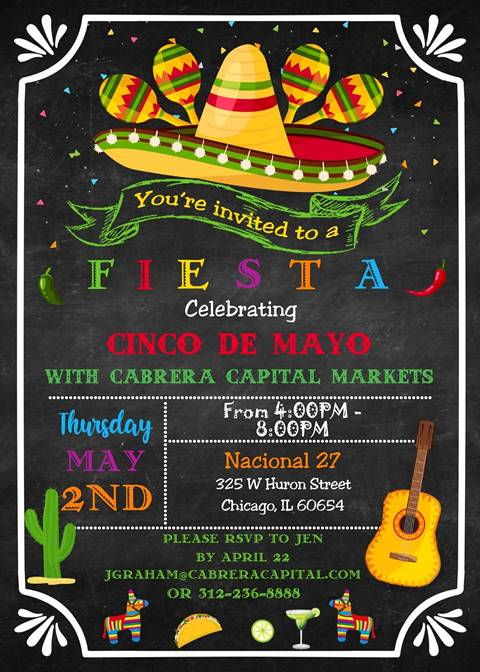 You're invited to a
FIESTA
Celebrating
CINCO DE MAYO
WITH CABRERA CAPITAL MARKETS
Thursday
MAY
2ND
From 4:00PM -
8:00PM
Nacional 27
325 W Huron Street
Chicago, IL 60654
PLEASE RSVP TO JEN
BY APRIL 22
JGRAHAM@CABRERACAPITAL.COM
OR 312-236-8888